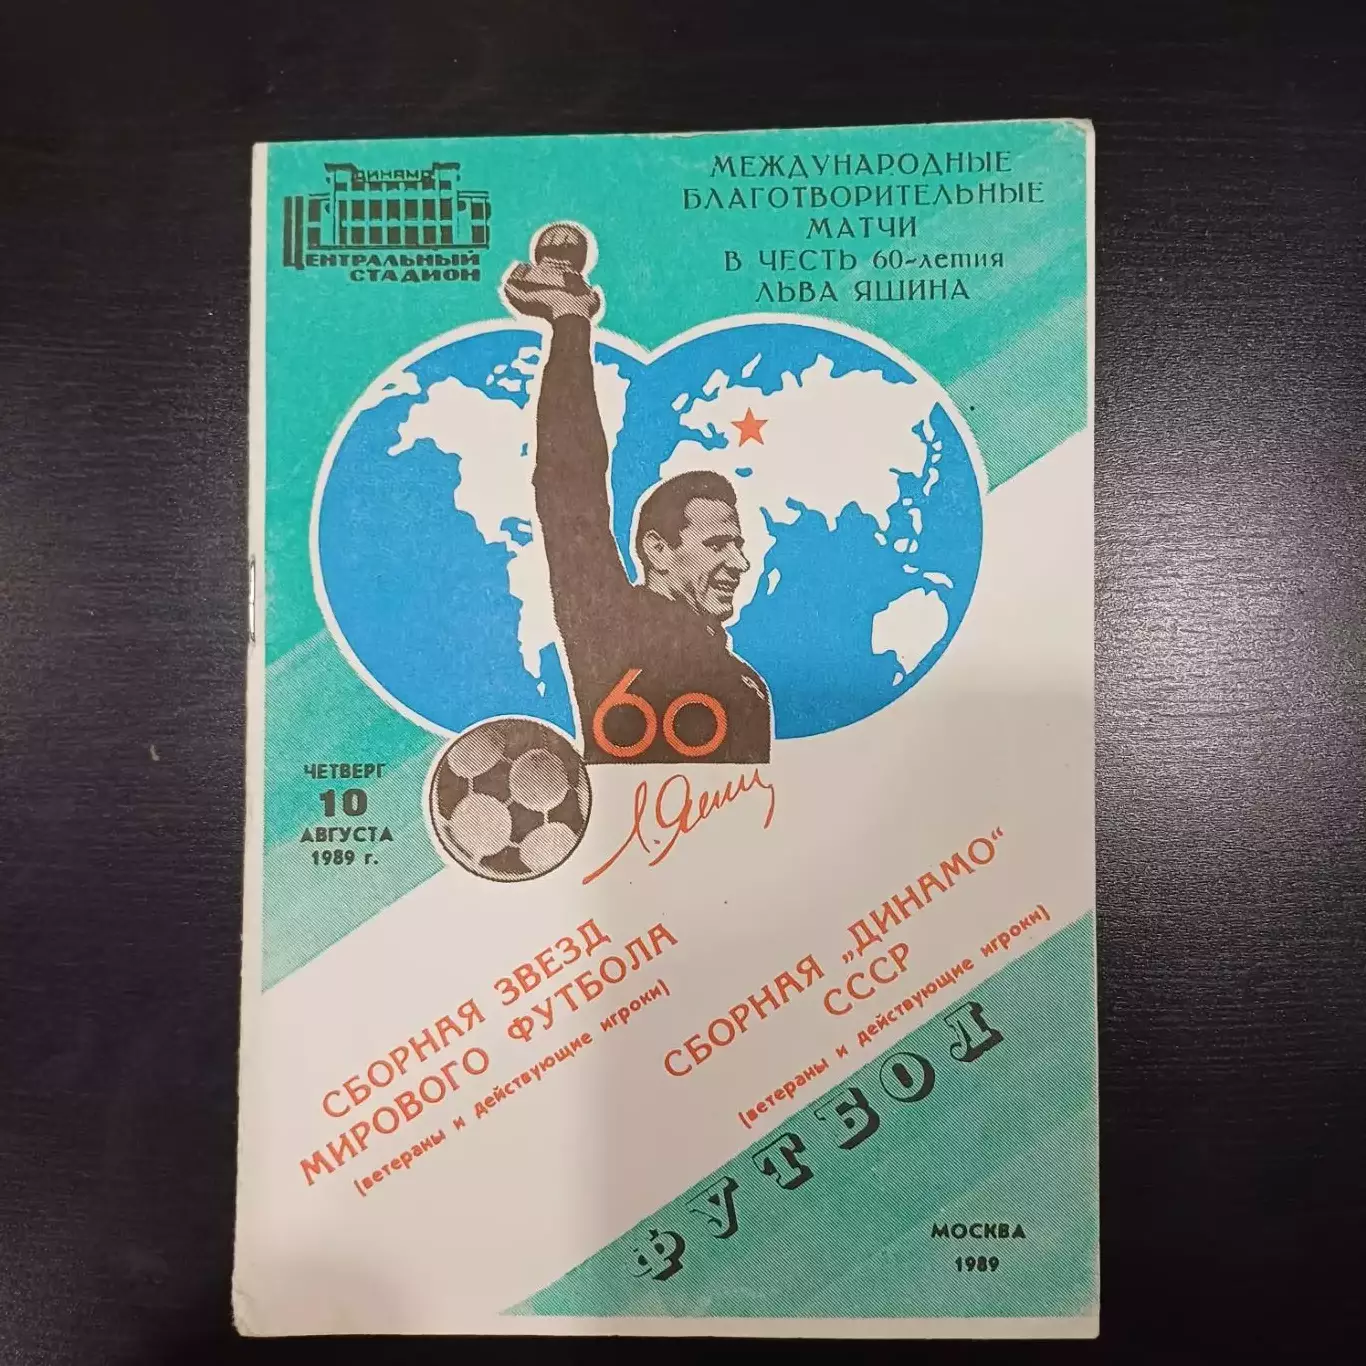 ДИНАМО
ЦЕНТРАЛЬНЫЙ
СТАДИОН
МЕЖДУНАРОДНЫЕ
БЛАГОТВОРИТЕЛЬНЫЕ
МАТЧИ
В ЧЕСТЬ 60-летия
ЛЬВА ЯШИНА
60
Л. Яшин
ЧЕТВЕРГ
10
АВГУСТА
1989 г.
СБОРНАЯ ЗВЕЗД
МИРОВОГО ФУТБОЛА
(ветераны и действующие игроки)
СБОРНАЯ „ДИНАМО“
СССР
(ветераны и действующие игроки)
ФУТБОЛ
МОСКВА
1989